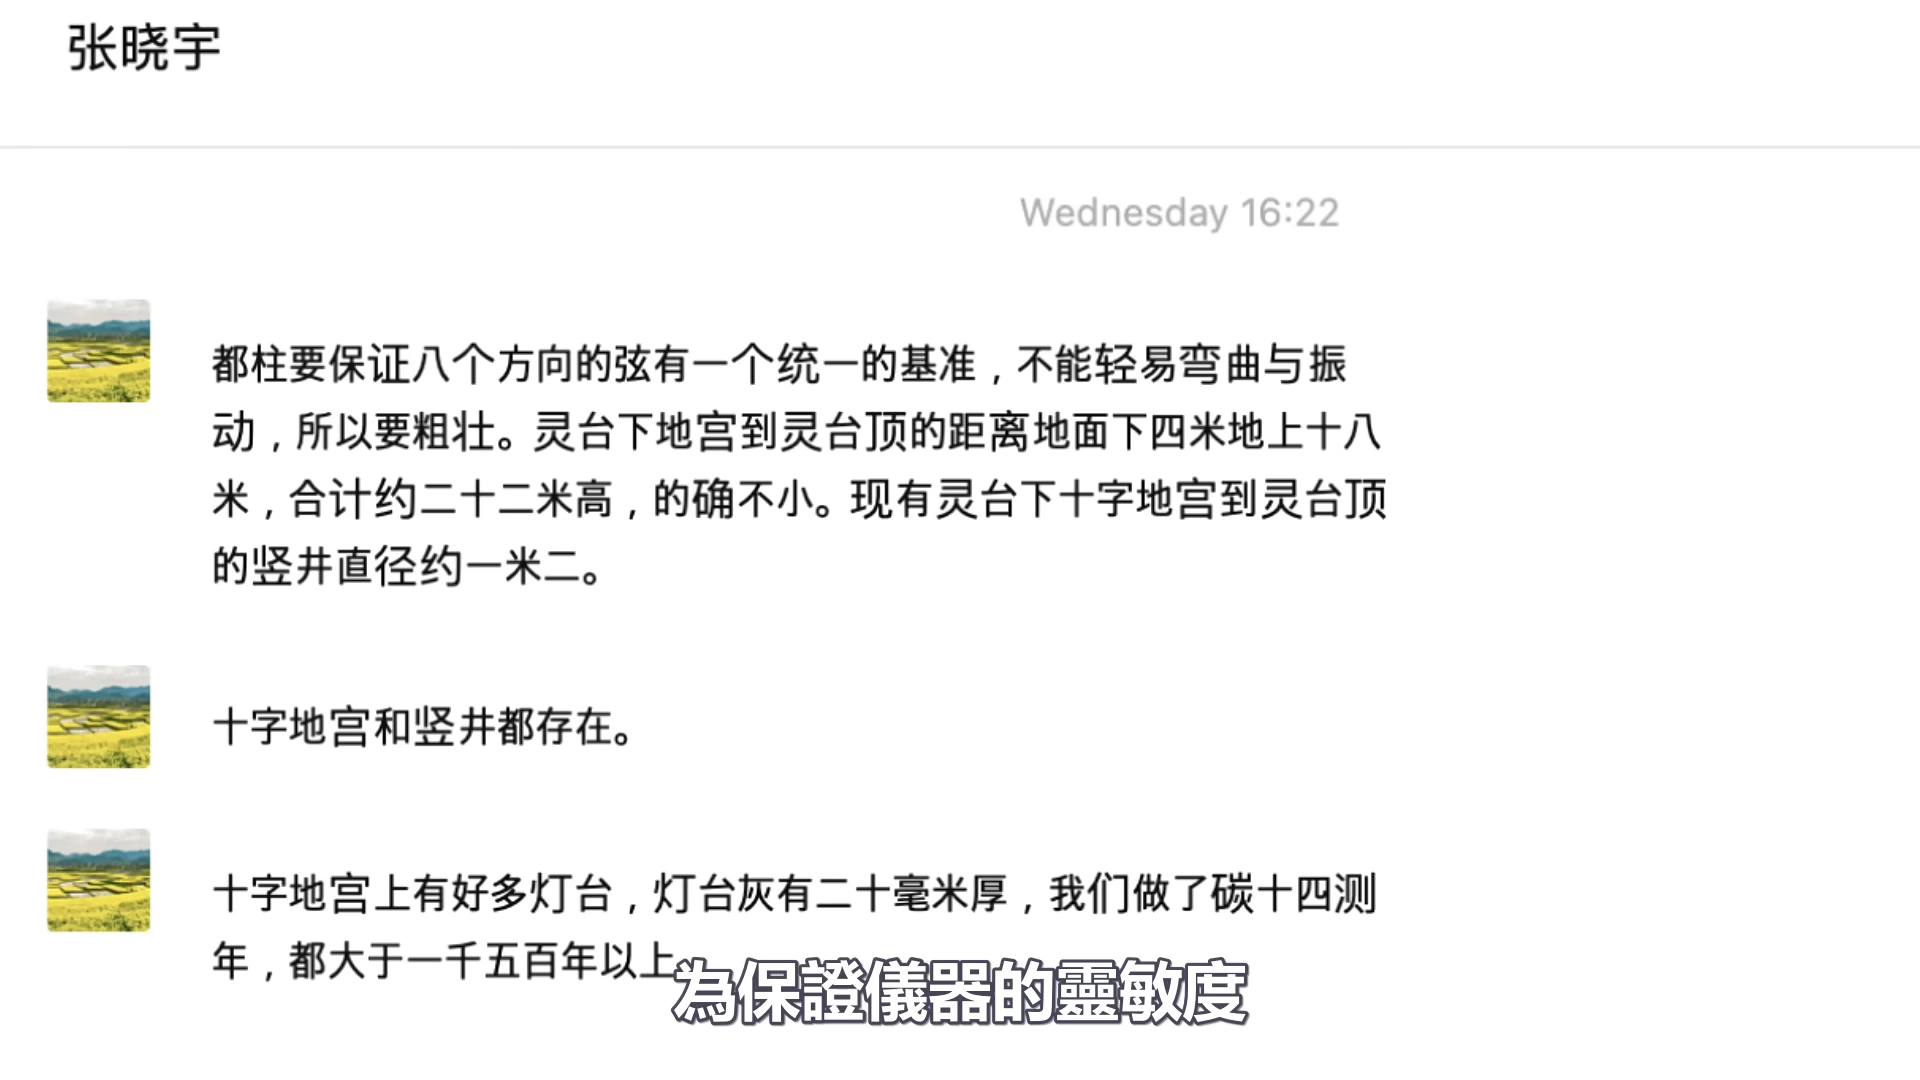 张晓宇
Wednesday 16:22
都柱要保证八个方向的弦有一个统一的基准，不能轻易弯曲与振
动，所以要粗壮。灵台下地宫到灵台顶的距离地面下四米地上十八
米，合计约二十二米高，的确不小。现有灵台下十字地宫到灵台顶
的竖井直径约一米二。
十字地宫和竖井都存在。
十字地宫上有好多灯台，灯台灰有二十毫米厚，我们做了碳十四测
年，都大于一千五百年以上
為保證儀器的靈敏度